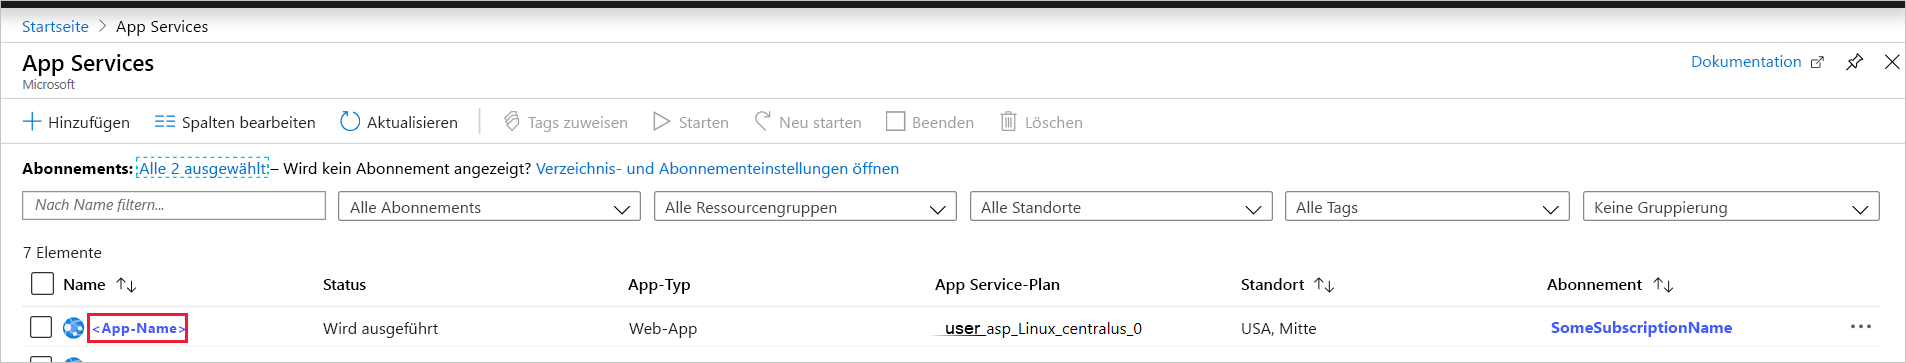 Startseite > App Services
App Services
Microsoft
Dokumentation
Hinzufügen Spalten bearbeiten Aktualisieren Tags zuweisen Starten Neu starten Beenden Löschen
Abonnements: Alle 2 ausgewählt – Wird kein Abonnement angezeigt? Verzeichnis- und Abonnementeinstellungen öffnen
Nach Name filtern... Alle Abonnements Alle Ressourcengruppen Alle Standorte Alle Tags Keine Gruppierung
7 Elemente
Name Status App-Typ App Service-Plan Standort Abonnement
<App-Name> Wird ausgeführt Web-App user_asp_Linux_centralus_0 USA, Mitte SomeSubscriptionName